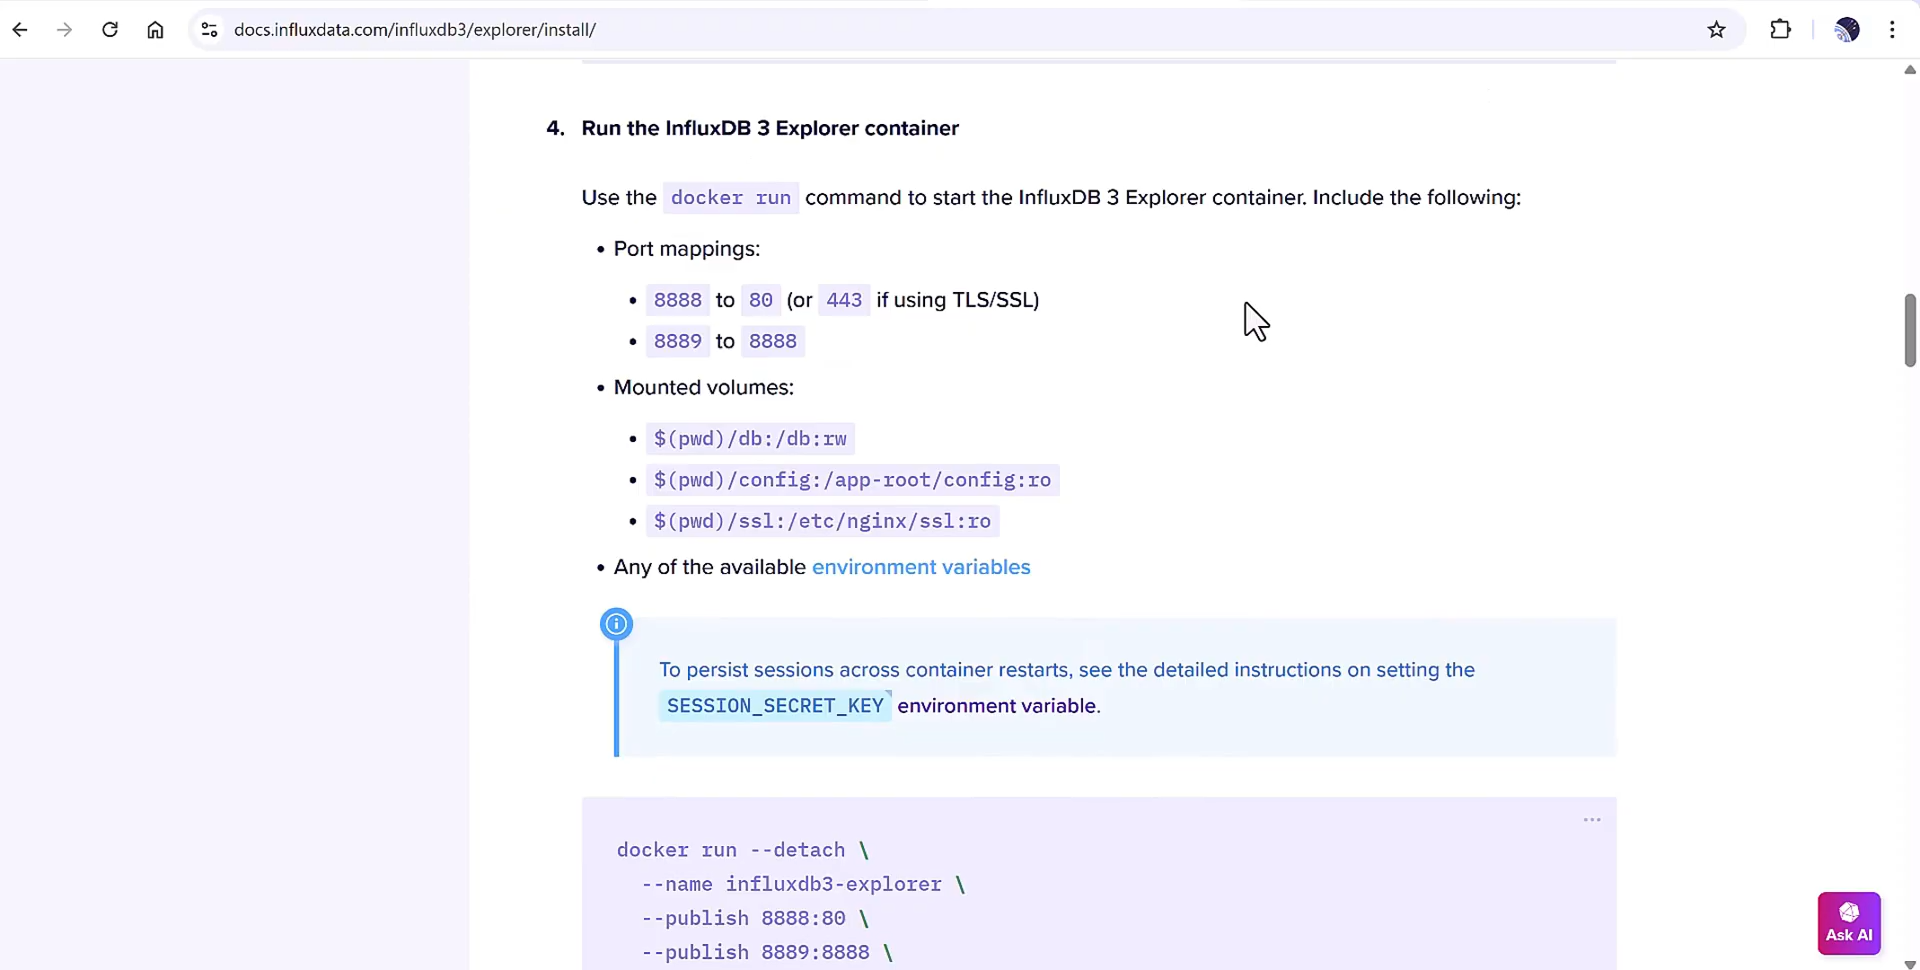 docs.influxdata.com/influxdb3/explorer/install/
4. Run the InfluxDB 3 Explorer container
Use the docker run command to start the InfluxDB 3 Explorer container. Include the following:
• Port mappings:
• 8888 to 80 (or 443 if using TLS/SSL)
• 8889 to 8888
• Mounted volumes:
• $(pwd)/db:/db:rw
• $(pwd)/config:/app-root/config:ro
• $(pwd)/ssl:/etc/nginx/ssl:ro
• Any of the available environment variables
To persist sessions across container restarts, see the detailed instructions on setting the
SESSION_SECRET_KEY environment variable.
docker run --detach \
--name influxdb3-explorer \
--publish 8888:80 \
--publish 8889:8888 \
Ask AI